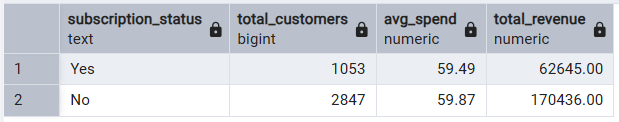 subscription_status total_customers avg_spend total_revenue
text bigint numeric numeric
1 Yes 1053 59.49 62645.00
2 No 2847 59.87 170436.00